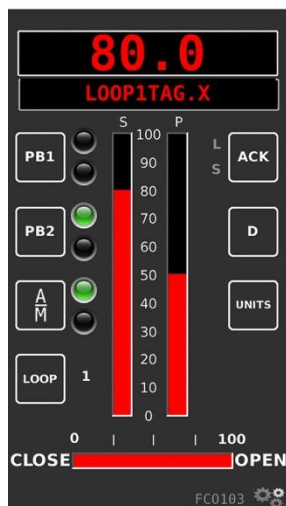 80.0
LOOP1TAG.X
S P
100
PB1
90
L
S
ACK
80
70
PB2
60
D
50
A
M
40
UNITS
30
20
LOOP 1
10
0
0 | | | 100
CLOSE OPEN
FCO103